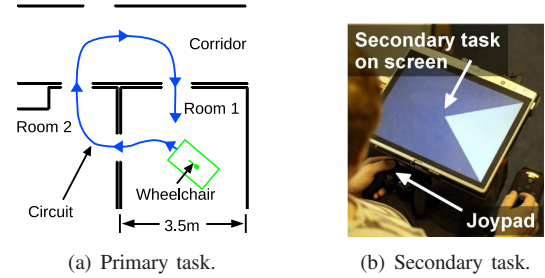 Corridor
Room 1
Room 2
Wheelchair
Circuit
3.5m
(a) Primary task.
Secondary task
on screen
Joypad
(b) Secondary task.